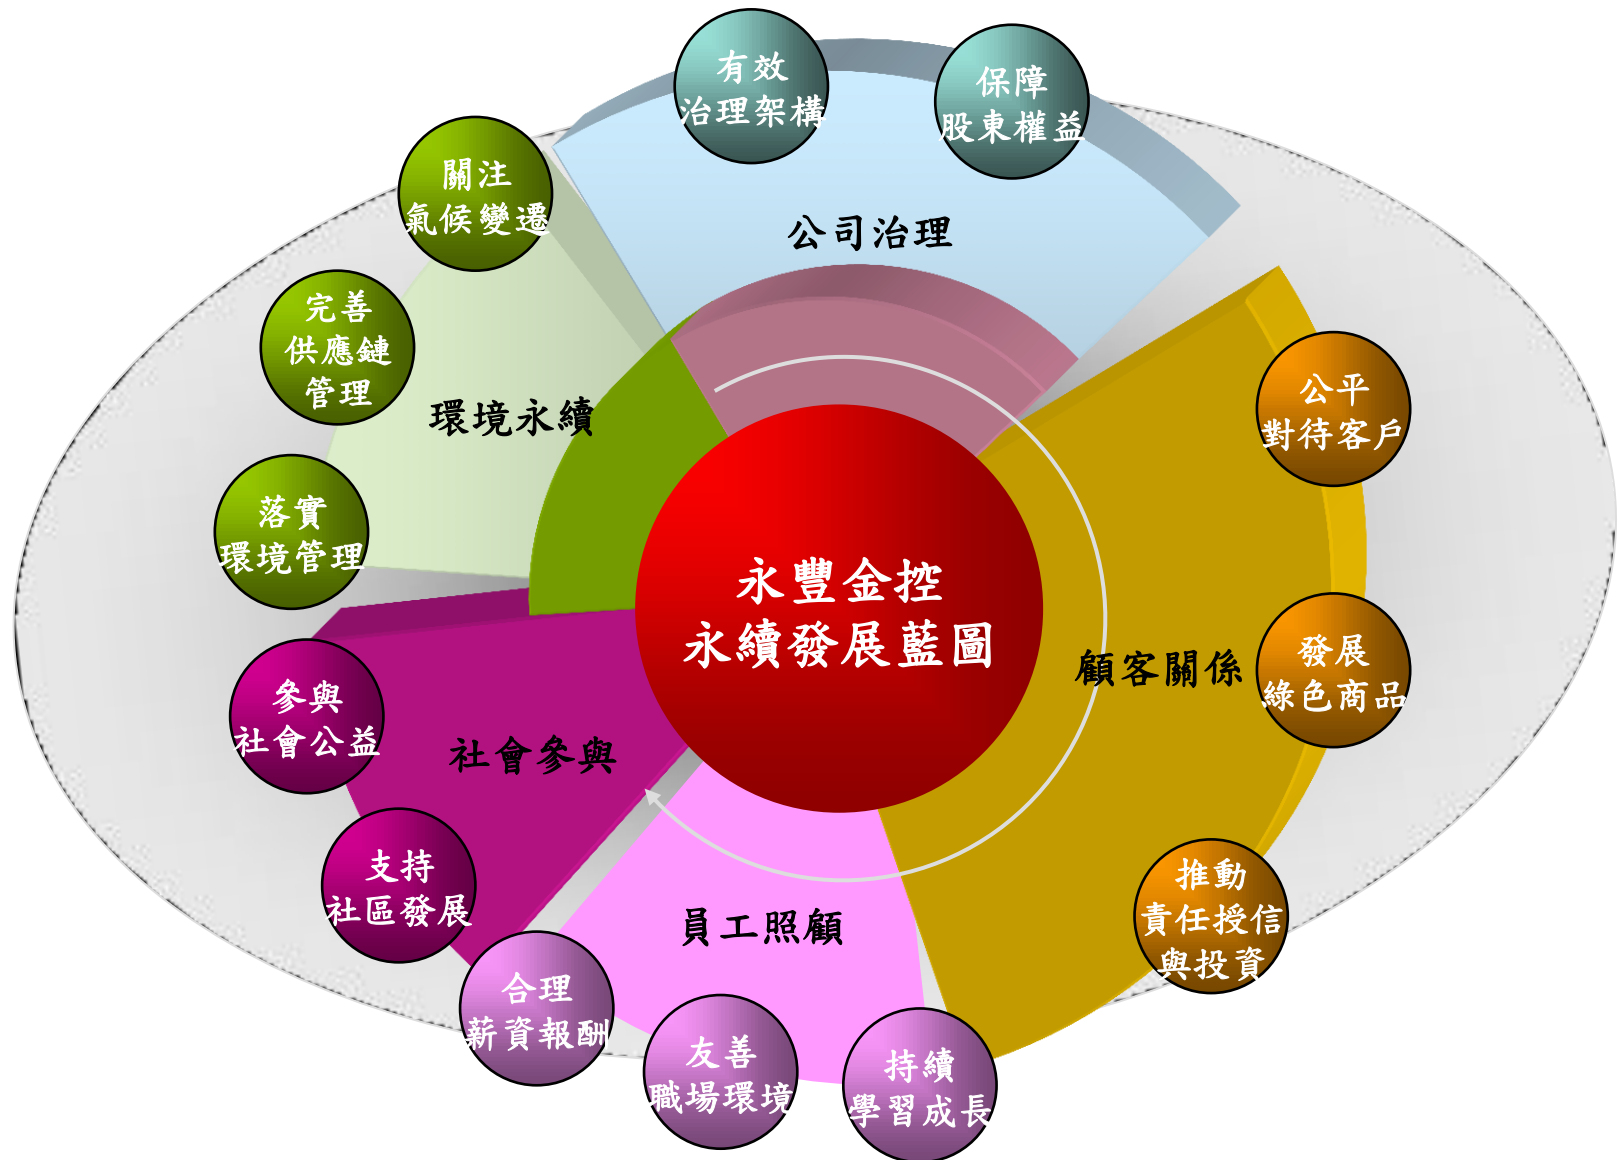 有效
治理架構
保障
股東權益
關注
氣候變遷
公司治理
完善
供應鏈
管理
環境永續
公平
對待客戶
落實
環境管理
永豐金控
永續發展藍圖
顧客關係
發展
綠色商品
參與
社會公益
社會參與
支持
社區發展
員工照顧
推動
責任授信
與投資
合理
薪資報酬
友善
職場環境
持續
學習成長